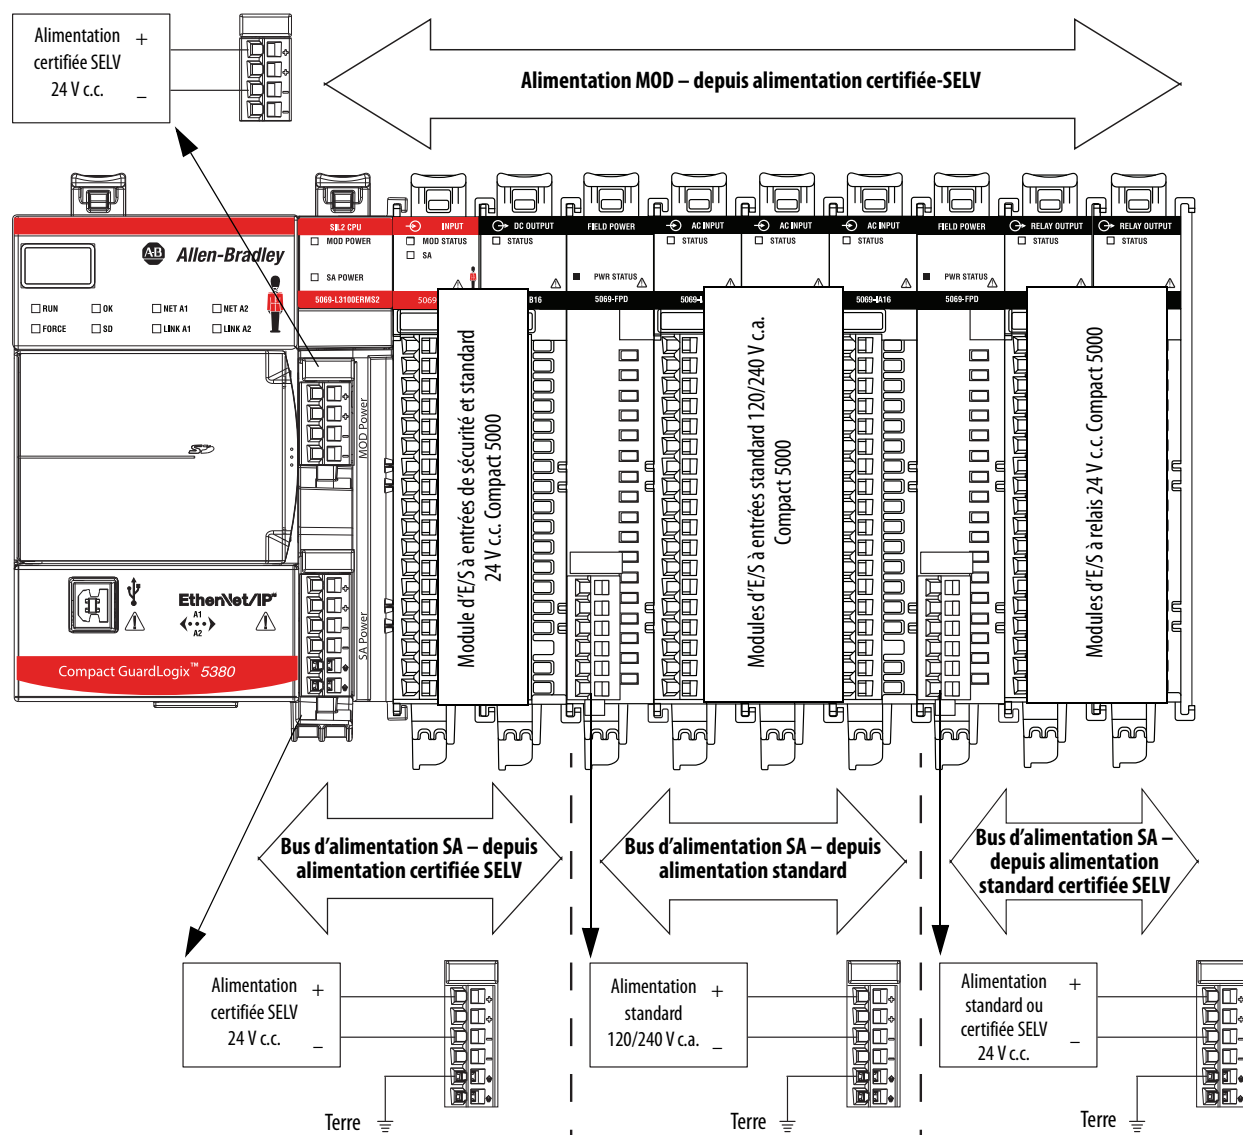 Alimentation +
certifiée SELV
24 V c.c. –
+
+
–
–
Alimentation MOD – depuis alimentation certifiée-SELV
AB Allen-Bradley
RUN OK NET A1 NET A2
FORCE SD LINK A1 LINK A2
SIL2 CPU
MOD POWER
SA POWER
5069-L3100ERMS2
INPUT
MOD STATUS
SA
5069
DC OUTPUT
STATUS
B16
FIELD POWER
PWR STATUS
5069-FPD
AC INPUT
STATUS
5069-
AC INPUT
STATUS
AC INPUT
STATUS
5069-IA16
FIELD POWER
PWR STATUS
5069-FPD
RELAY OUTPUT
STATUS
RELAY OUTPUT
STATUS
MOD Power
SA Power
EtherNet/IP™
A1
A2
Compact GuardLogix™ 5380
Module d’E/S à entrées de sécurité et standard
24 V c.c. Compact 5000
Modules d’E/S à entrées standard 120/240 V c.a.
Compact 5000
Modules d’E/S à relais 24 V c.c. Compact 5000
Bus d’alimentation SA – depuis
alimentation certifiée SELV
Bus d’alimentation SA – depuis
alimentation standard
Bus d’alimentation SA –
depuis alimentation
standard certifiée SELV
Alimentation +
certifiée SELV
24 V c.c. –
Terre
Alimentation +
standard
120/240 V c.a. –
Terre
Alimentation +
standard ou
certifiée SELV –
24 V c.c.
Terre